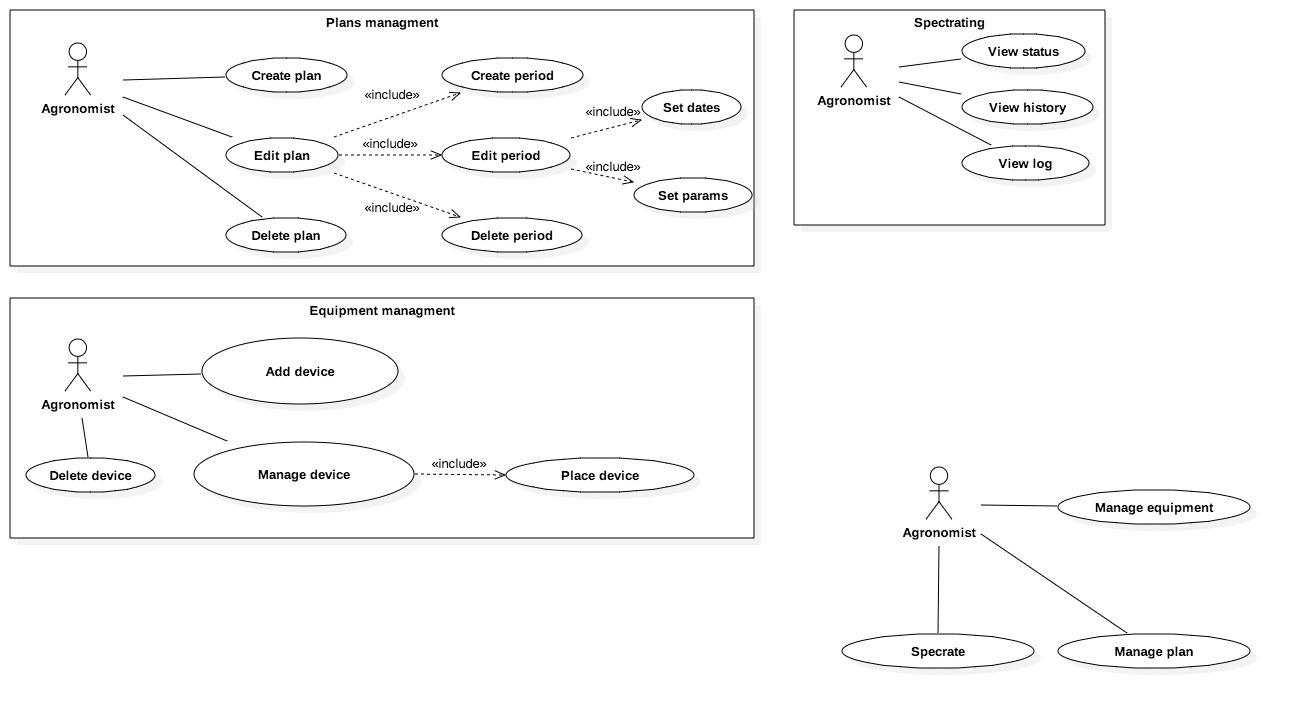 Plans managment
Agronomist
Create plan
Edit plan
Delete plan
«include»
«include»
«include»
Create period
Edit period
Delete period
«include»
«include»
Set dates
Set params
Spectrating
Agronomist
View status
View history
View log
Equipment managment
Agronomist
Add device
Delete device
Manage device
«include»
Place device
Agronomist
Manage equipment
Specrate
Manage plan